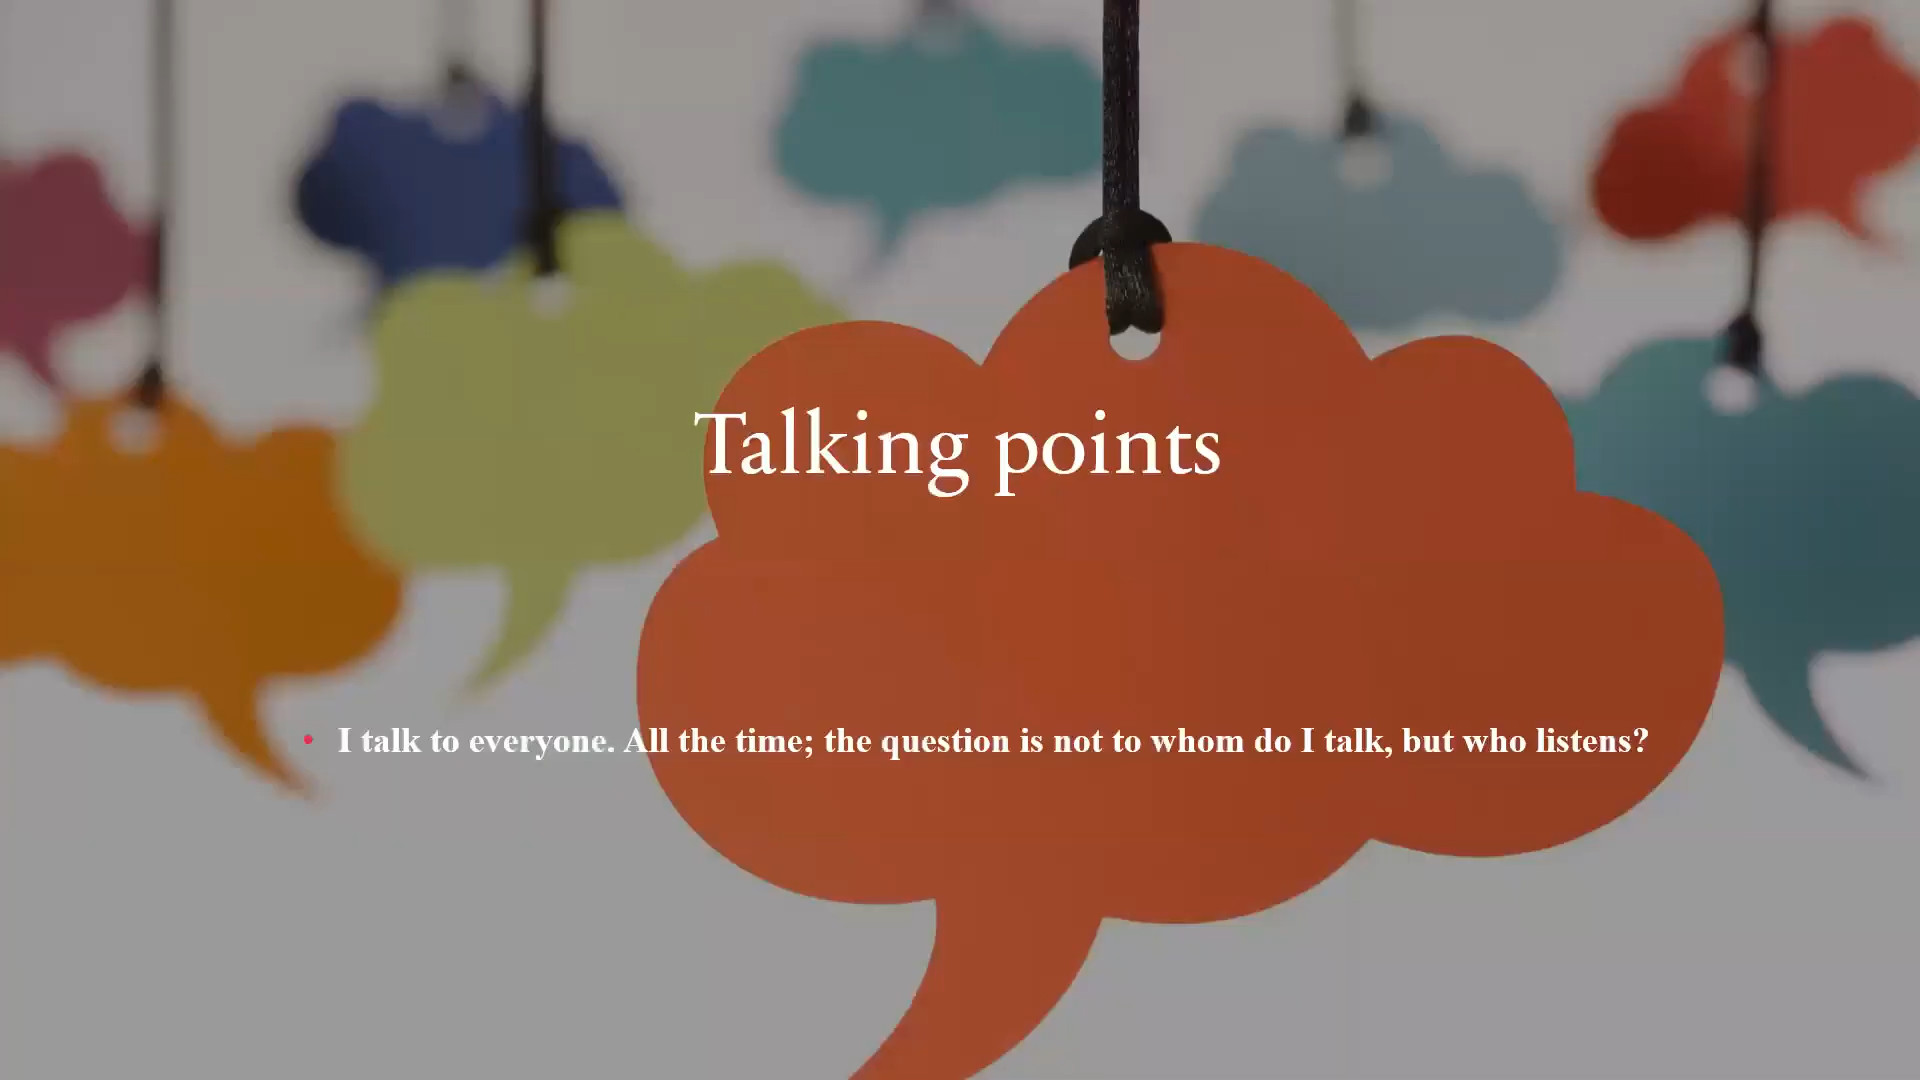 Talking points
• I talk to everyone. All the time; the question is not to whom do I talk, but who listens?